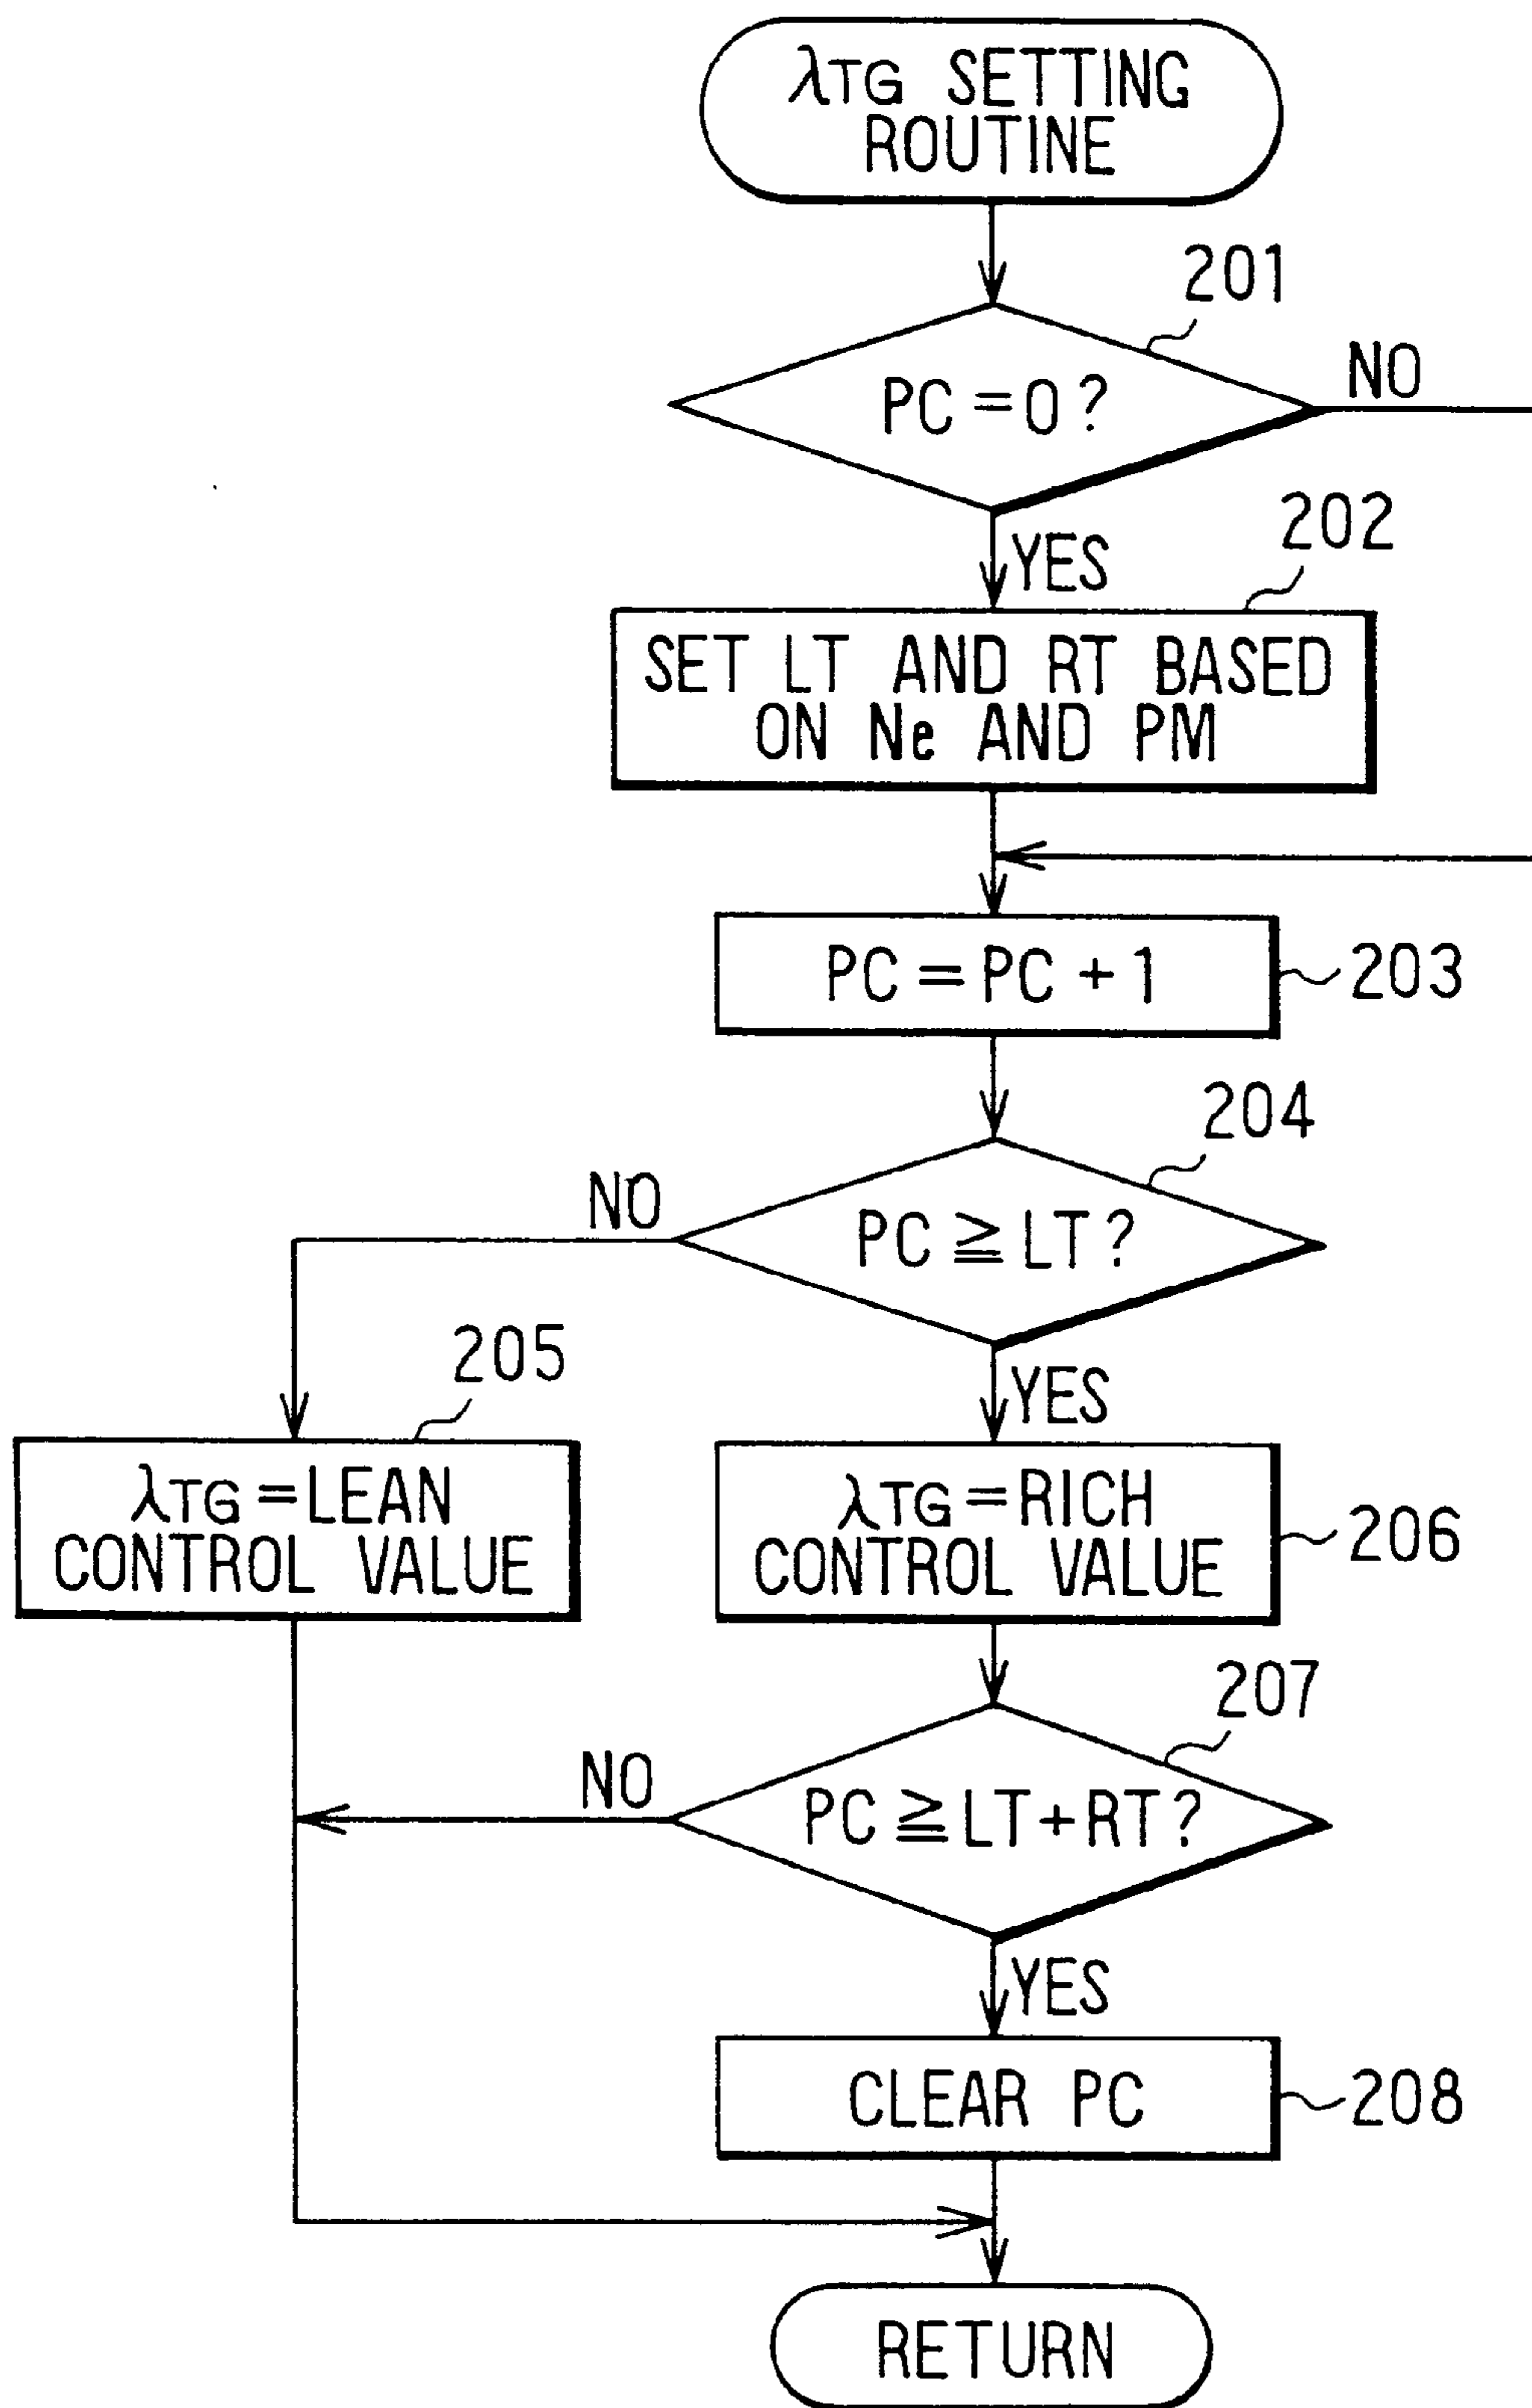 λTG SETTING
ROUTINE
201
PC=0?
NO
YES
202
SET LT AND RT BASED
ON Ne AND PM
PC=PC+1
203
204
NO
PC≧LT?
205
YES
λTG=LEAN
CONTROL VALUE
λTG=RICH
CONTROL VALUE
206
207
NO
PC≧LT+RT?
YES
CLEAR PC
208
RETURN